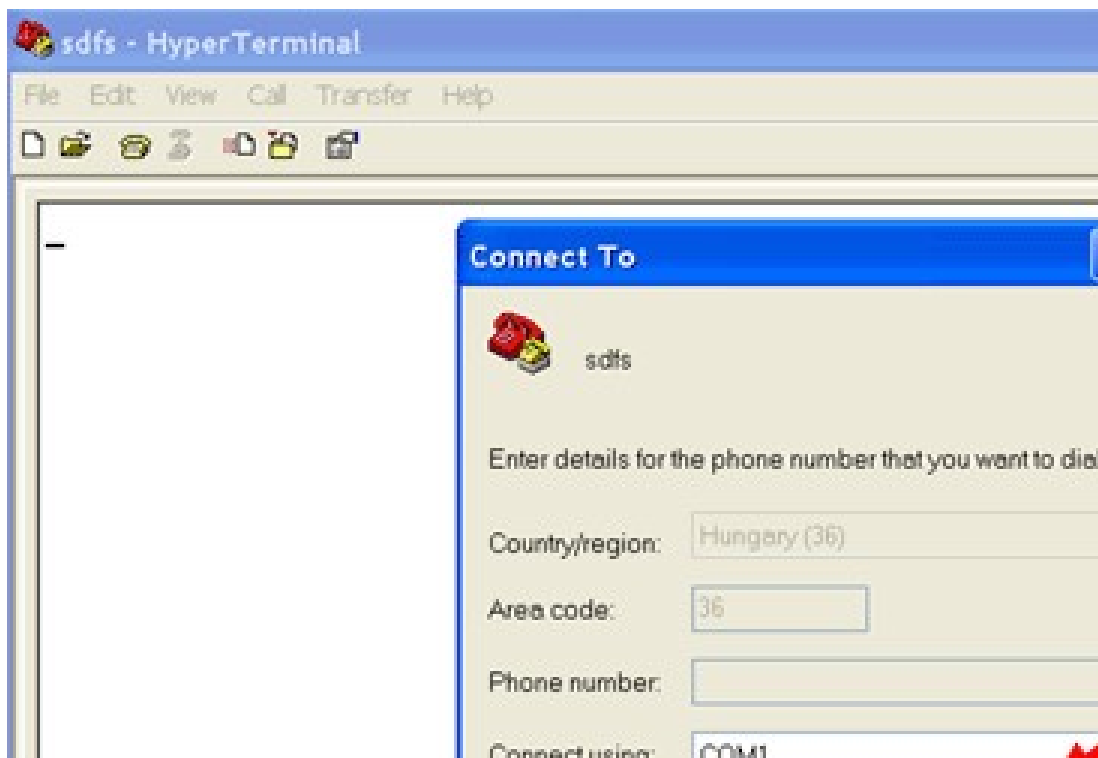 sdfs - HyperTerminal
File Edit View Call Transfer Help
Connect To
sdfs
Enter details for the phone number that you want to dial
Country/region: Hungary (36)
Area code: 36
Phone number:
Connect using: COM1